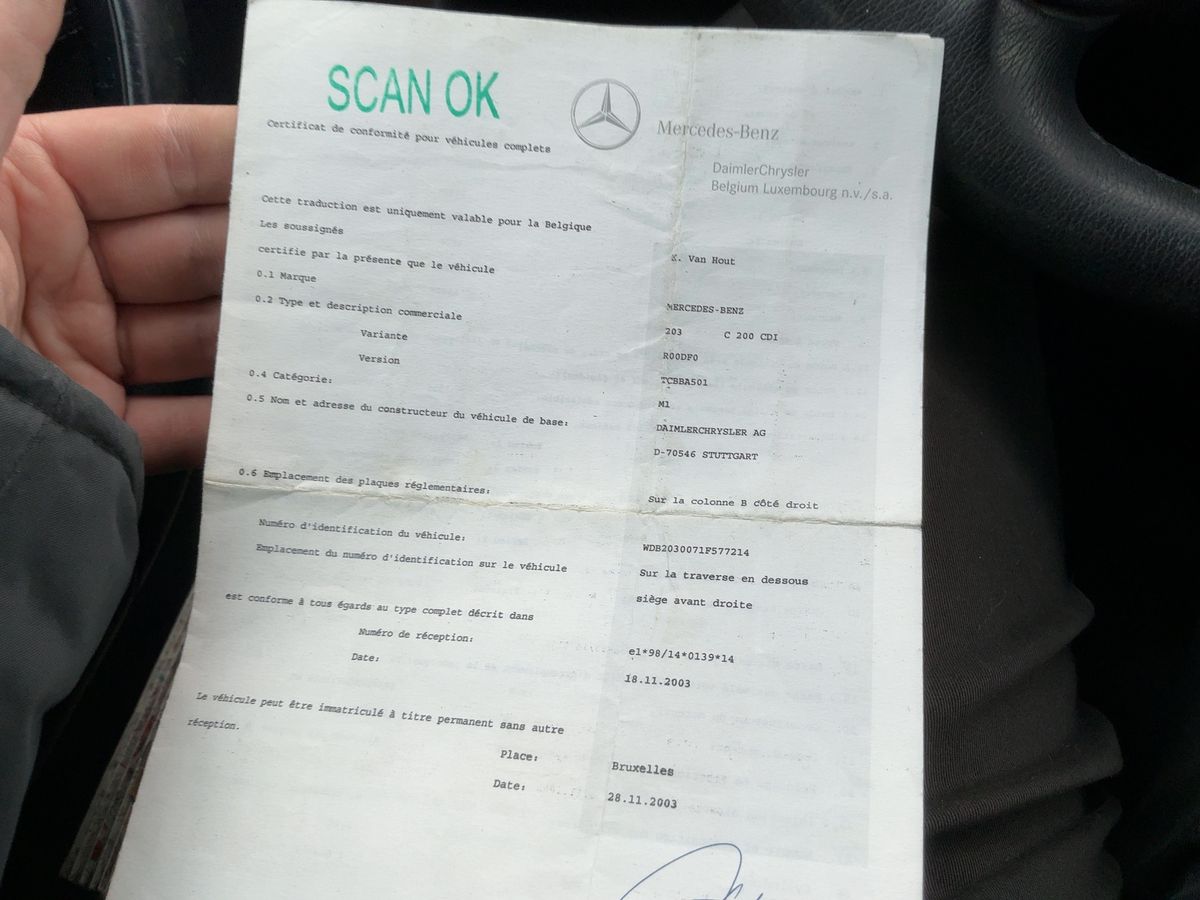 SCAN OK
Certificat de conformité pour véhicules complets
Mercedes-Benz
DaimlerChrysler
Belgium Luxembourg n.v./s.a.
Cette traduction est uniquement valable pour la Belgique
Les soussignés
K. Van Hout
certifie par la présente que le véhicule
0.1 Marque
MERCEDES-BENZ
0.2 Type et description commerciale
203 C 200 CDI
Variante
R00DF0
Version
TCBBA501
0.4 Catégorie:
M1
0.5 Nom et adresse du constructeur du véhicule de base:
DAIMLERCHRYSLER AG
D-70546 STUTTGART
0.6 Emplacement des plaques réglementaires:
Sur la colonne B côté droit
Numéro d'identification du véhicule:
WDB2030071F577214
Emplacement du numéro d'identification sur le véhicule
Sur la traverse en dessous
siège avant droite
est conforme à tous égards au type complet décrit dans
Numéro de réception:
e1*98/14*0139*14
Date:
18.11.2003
Le véhicule peut être immatriculé à titre permanent sans autre
réception.
Place:
Bruxelles
Date:
28.11.2003